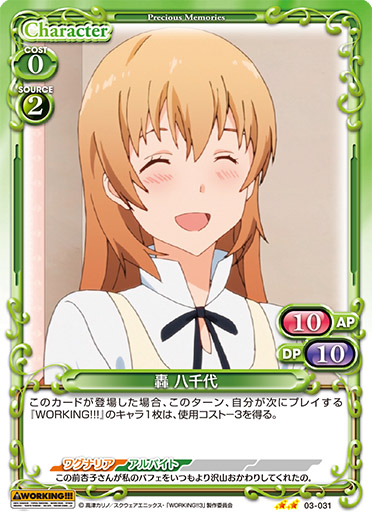 Precious Memories
Character
COST
0
SOURCE
2
10 AP
DP 10
轟 八千代
このカードが登場した場合、このターン、自分が次にプレイする
『WORKING!!!』のキャラ1枚は、使用コスト−3を得る。
ワグナリア アルバイト
この前杏子さんが私のパフェをいつもより沢山おかわりしてくれたの。
WORKING!!!
03-031
© 高津カリノ/スクウェアエニックス・「WORKING!!3」製作委員会